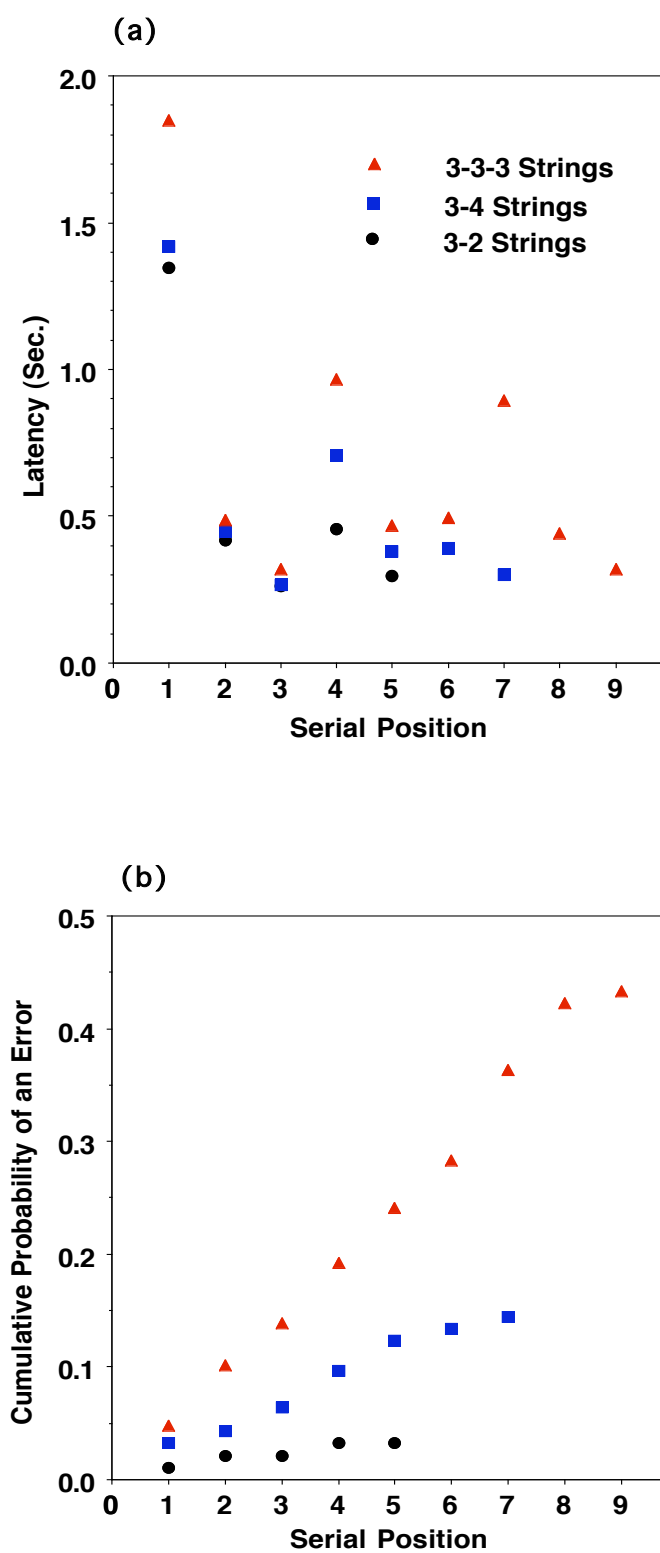 (a)
2.0
1.5
1.0
0.5
0.0
Latency (Sec.)
3-3-3 Strings
3-4 Strings
3-2 Strings
0 1 2 3 4 5 6 7 8 9
Serial Position
(b)
0.5
0.4
0.3
0.2
0.1
0.0
Cumulative Probability of an Error
0 1 2 3 4 5 6 7 8 9
Serial Position